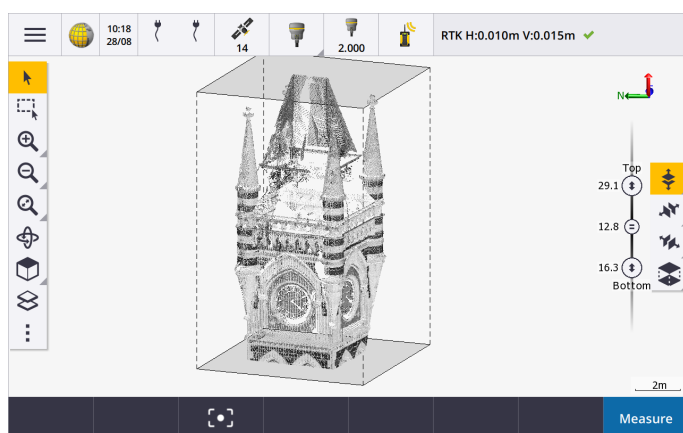 10:18
28/08
14
2.000
RTK H:0.010m V:0.015m
N
Top
29.1
12.8
16.3
Bottom
2m
Measure